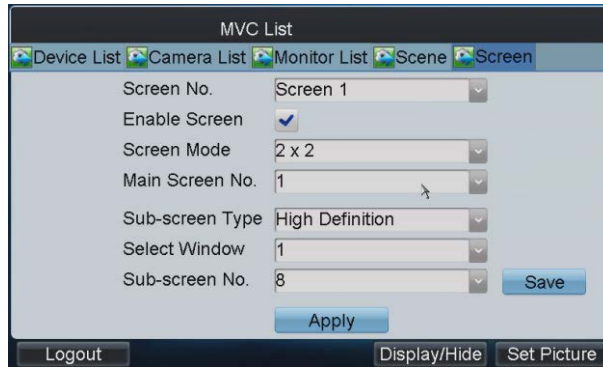 MVC List
Device List Camera List Monitor List Scene Screen
Screen No. Screen 1
Enable Screen
Screen Mode 2 x 2
Main Screen No. 1
Sub-screen Type High Definition
Select Window 1
Sub-screen No. 8 Save
Apply
Logout Display/Hide Set Picture